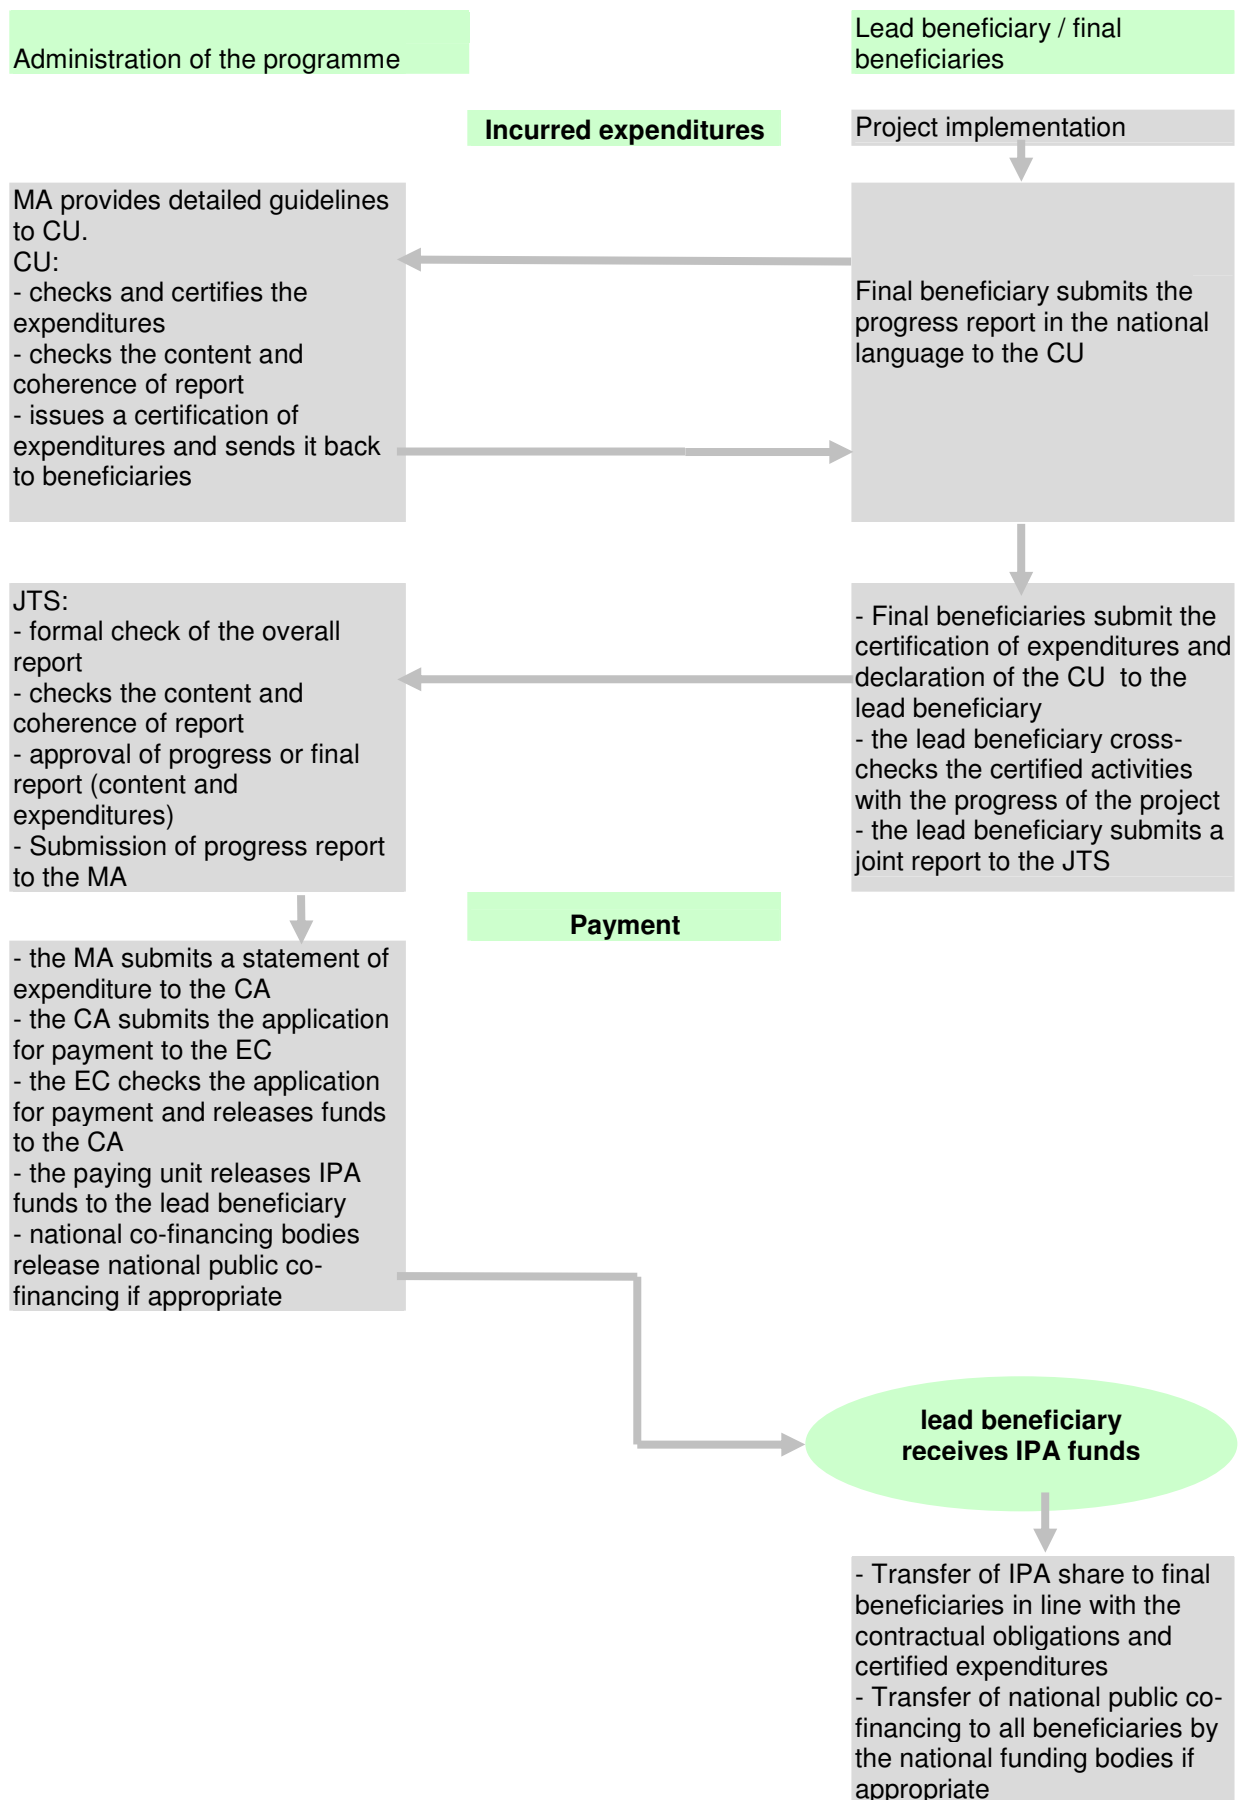 Administration of the programme
Lead beneficiary / final
beneficiaries
Incurred expenditures
Project implementation
MA provides detailed guidelines
to CU.
CU:
- checks and certifies the
expenditures
- checks the content and
coherence of report
- issues a certification of
expenditures and sends it back
to beneficiaries
Final beneficiary submits the
progress report in the national
language to the CU
JTS:
- formal check of the overall
report
- checks the content and
coherence of report
- approval of progress or final
report (content and
expenditures)
- Submission of progress report
to the MA
- Final beneficiaries submit the
certification of expenditures and
declaration of the CU  to the
lead beneficiary
- the lead beneficiary cross-
checks the certified activities
with the progress of the project
- the lead beneficiary submits a
joint report to the JTS
Payment
- the MA submits a statement of
expenditure to the CA
- the CA submits the application
for payment to the EC
- the EC checks the application
for payment and releases funds
to the CA
- the paying unit releases IPA
funds to the lead beneficiary
- national co-financing bodies
release national public co-
financing if appropriate
lead beneficiary
receives IPA funds
- Transfer of IPA share to final
beneficiaries in line with the
contractual obligations and
certified expenditures
- Transfer of national public co-
financing to all beneficiaries by
the national funding bodies if
appropriate